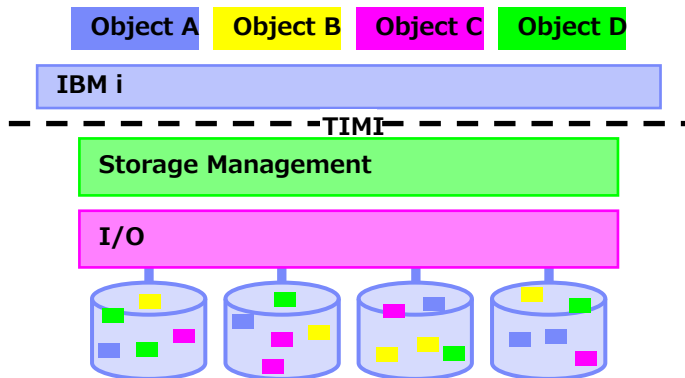 Object A
Object B
Object C
Object D
IBM i
TIMI
Storage Management
I/O